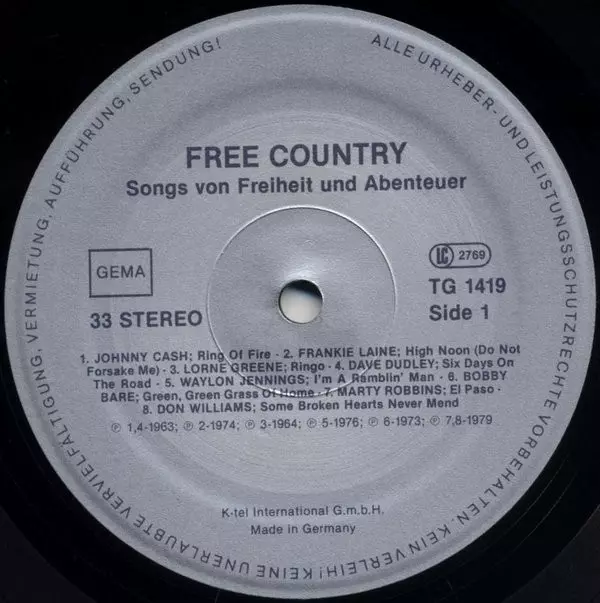 ALLE URHEBER- UND LEISTUNGSSCHUTZRECHTE VORBEHALTEN. KEIN VERLEIH! KEINE UNERLAUBTE VERVIELFÄLTIGUNG, VERMIETUNG, AUFFÜHRUNG, SENDUNG!
FREE COUNTRY
Songs von Freiheit und Abenteuer
GEMA
LC 2769
TG 1419
33 STEREO
Side 1
1. JOHNNY CASH; Ring Of Fire · 2. FRANKIE LAINE; High Noon (Do Not
Forsake Me) · 3. LORNE GREENE; Ringo · 4. DAVE DUDLEY; Six Days On
The Road · 5. WAYLON JENNINGS; I'm A Ramblin' Man · 6. BOBBY
BARE; Green, Green Grass Of Home · 7. MARTY ROBBINS; El Paso ·
8. DON WILLIAMS; Some Broken Hearts Never Mend
℗ 1,4-1963; ℗ 2-1974; ℗ 3-1964; ℗ 5-1976; ℗ 6-1973; ℗ 7,8-1979
K-tel International G.m.b.H.
Made in Germany